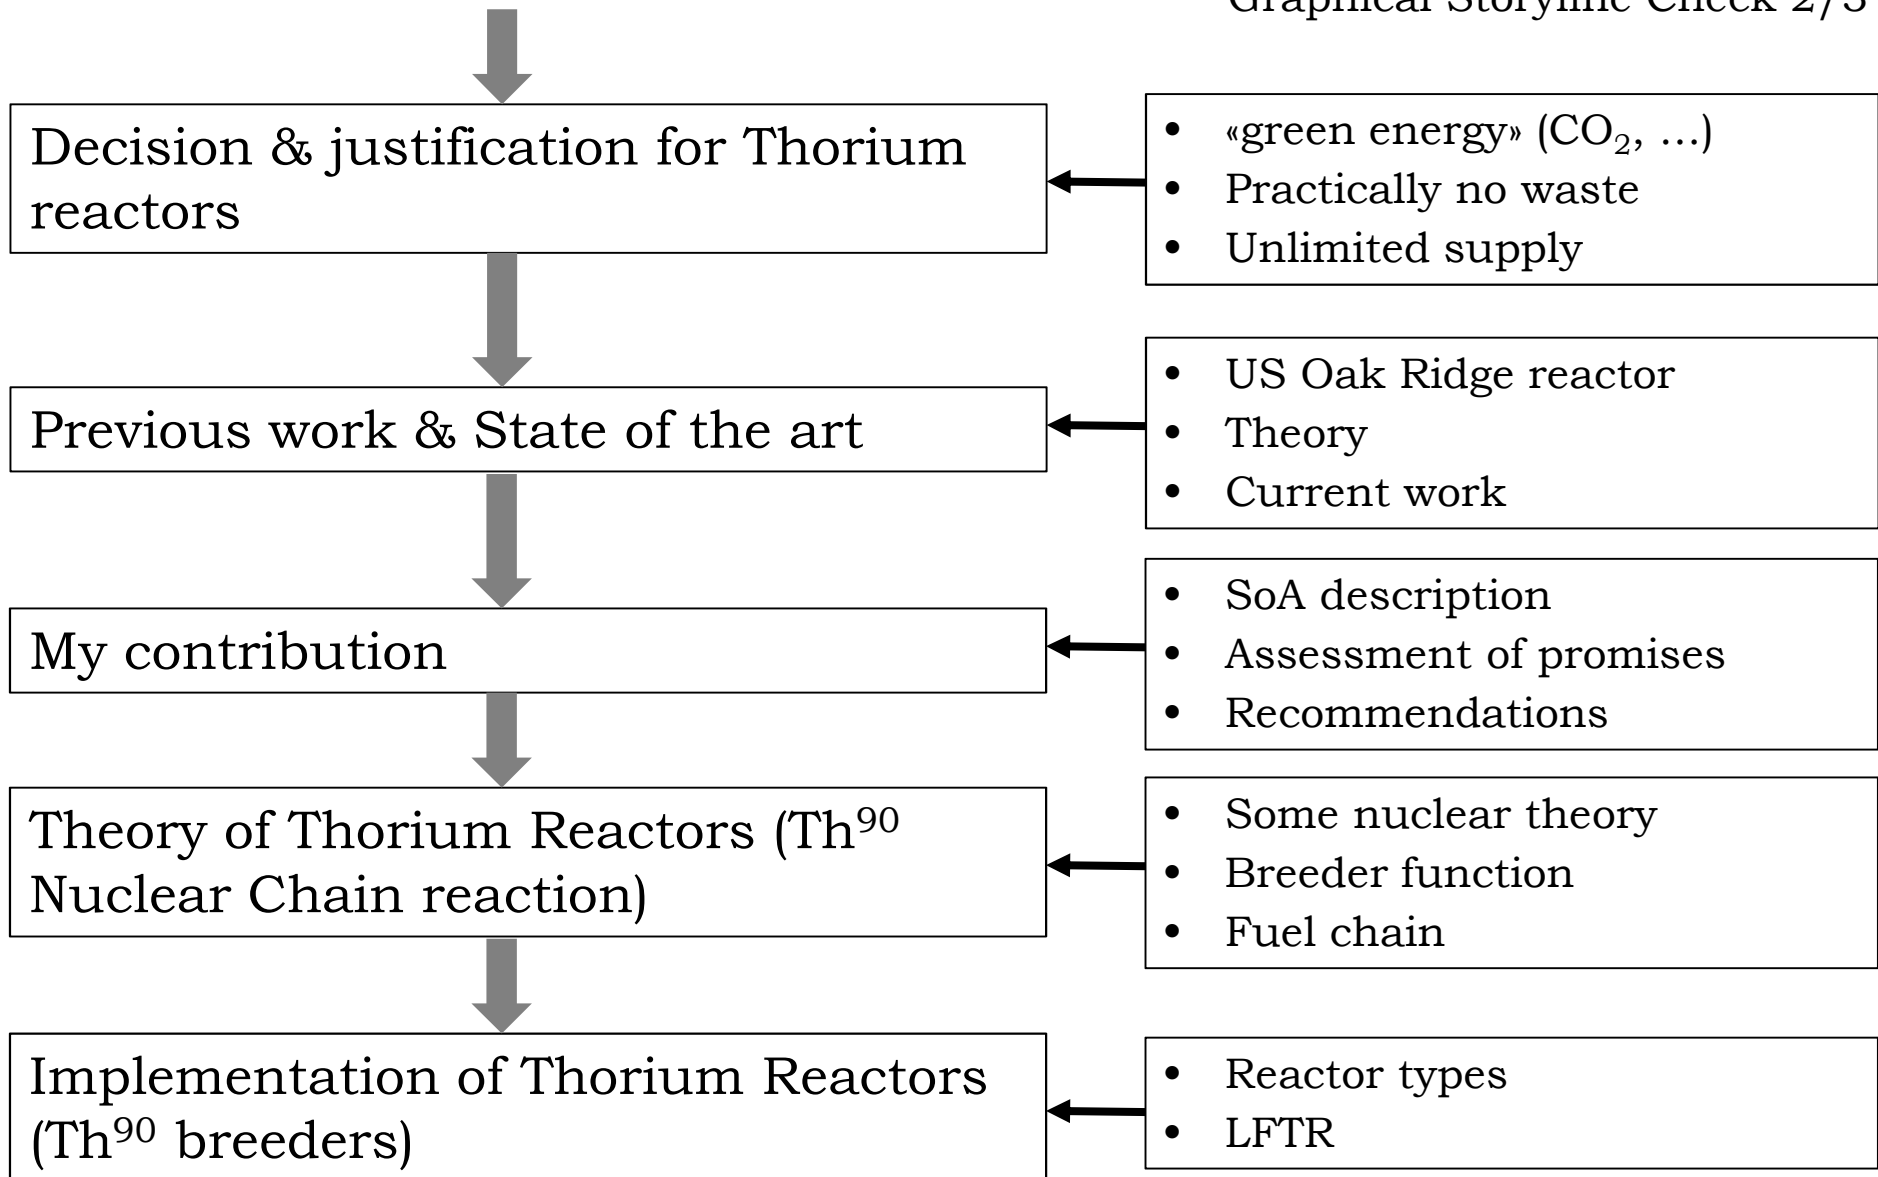 Graphical Storyline Check 2/3
Decision & justification for Thorium
reactors
• «green energy» (CO₂, …)
• Practically no waste
• Unlimited supply
Previous work & State of the art
• US Oak Ridge reactor
• Theory
• Current work
My contribution
• SoA description
• Assessment of promises
• Recommendations
Theory of Thorium Reactors (Th⁹⁰
Nuclear Chain reaction)
• Some nuclear theory
• Breeder function
• Fuel chain
Implementation of Thorium Reactors
(Th⁹⁰ breeders)
• Reactor types
• LFTR